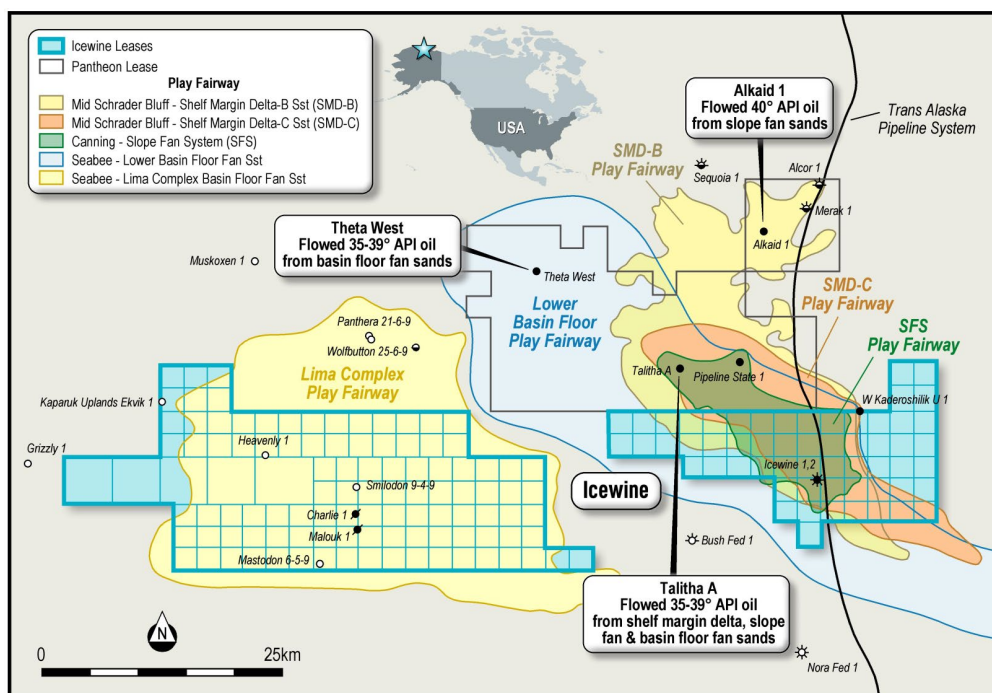 Icewine Leases
Pantheon Lease
Play Fairway
Mid Schrader Bluff - Shelf Margin Delta-B Sst (SMD-B)
Mid Schrader Bluff - Shelf Margin Delta-C Sst (SMD-C)
Canning - Slope Fan System (SFS)
Seabee - Lower Basin Floor Fan Sst
Seabee - Lima Complex Basin Floor Fan Sst
USA
Alkaid 1
Flowed 40° API oil
from slope fan sands
Trans Alaska
Pipeline System
SMD-B
Play Fairway
Sequoia 1
Alcor 1
Merak 1
Alkaid 1
Theta West
Flowed 35-39° API oil
from basin floor fan sands
Muskoxen 1
Theta West
Lower
Basin Floor
Play Fairway
SMD-C
Play Fairway
SFS
Play Fairway
Panthera 21-6-9
Wolfbutton 25-6-9
Lima Complex
Play Fairway
Talitha A
Pipeline State 1
Kaparuk Uplands Ekvik 1
W Kaderoshilik U 1
Heavenly 1
Grizzly 1
Icewine 1,2
Smilodon 9-4-9
Icewine
Charlie 1
Malouk 1
Bush Fed 1
Mastodon 6-5-9
Talitha A
Flowed 35-39° API oil
from shelf margin delta, slope
fan & basin floor fan sands
N
0
25km
Nora Fed 1